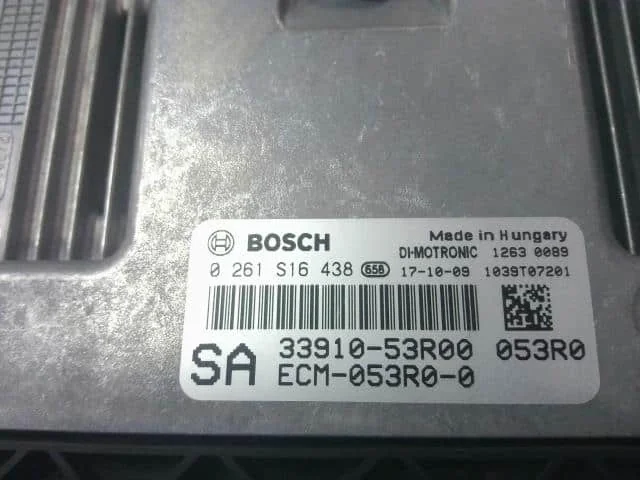 BOSCH
Made in Hungary
DI-MOTRONIC 1263 0089
0 261 S16 438 658 17-10-09 1039T07201
SA 33910-53R00 053R0
ECM-053R0-0